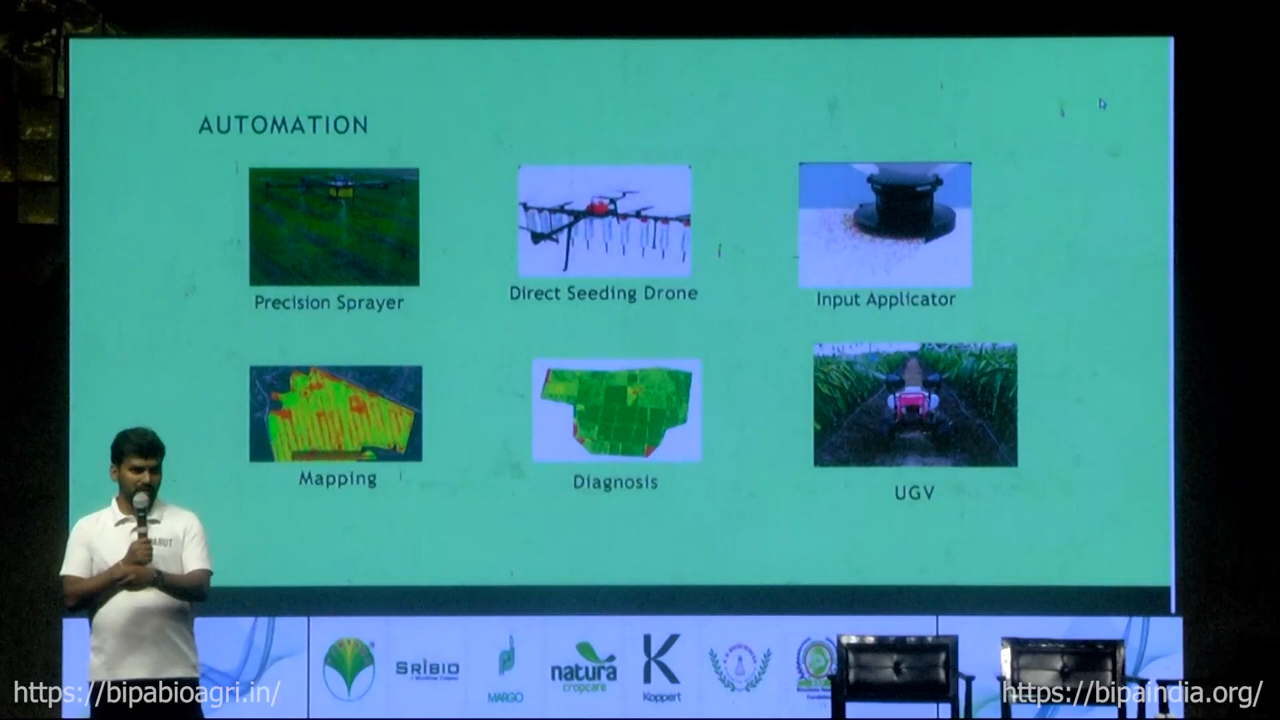 AUTOMATION
Precision Sprayer
Direct Seeding Drone
Input Applicator
Mapping
Diagnosis
UGV
SRIBIO
MARGO
natura
cropcare
K
Koppert
https://bipabioagri.in/
https://bipaindia.org/